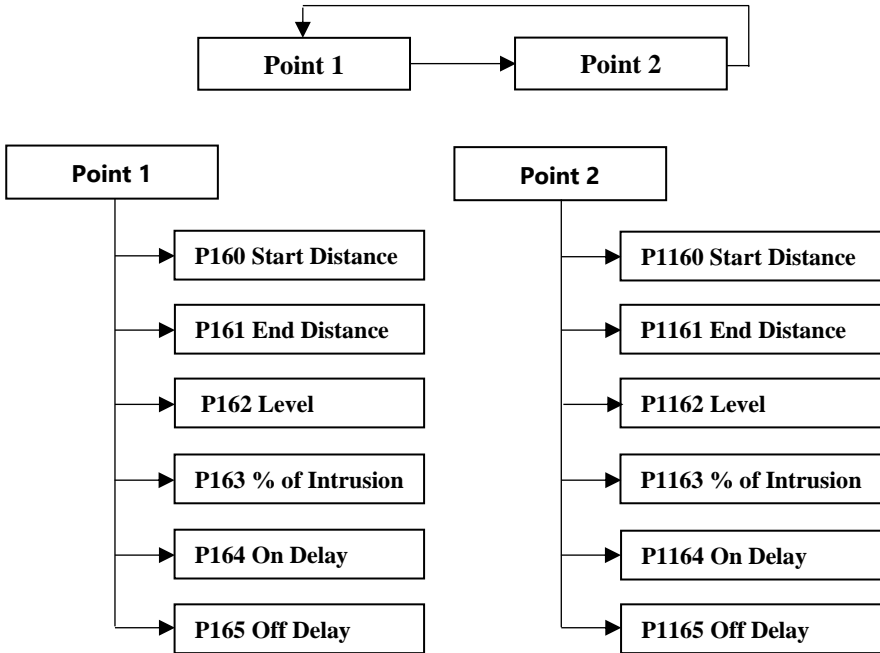 Point 1
Point 2
Point 1
P160 Start Distance
P161 End Distance
P162 Level
P163 % of Intrusion
P164 On Delay
P165 Off Delay
Point 2
P1160 Start Distance
P1161 End Distance
P1162 Level
P1163 % of Intrusion
P1164 On Delay
P1165 Off Delay